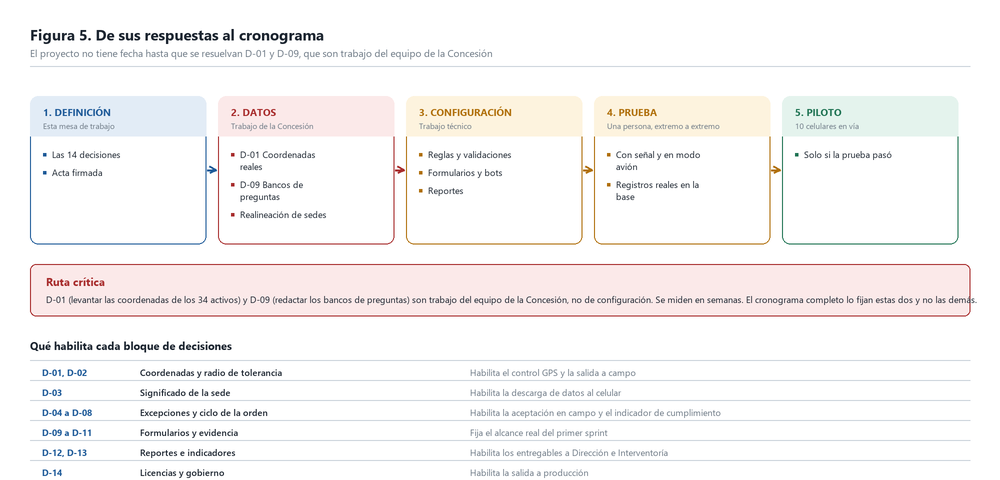 Figura 5. De sus respuestas al cronograma
El proyecto no tiene fecha hasta que se resuelvan D-01 y D-09, que son trabajo del equipo de la Concesión
1. DEFINICIÓN
Esta mesa de trabajo
Las 14 decisiones
Acta firmada
2. DATOS
Trabajo de la Concesión
D-01 Coordenadas
reales
D-09 Bancos de
preguntas
Realineación de sedes
3. CONFIGURACIÓN
Trabajo técnico
Reglas y validaciones
Formularios y bots
Reportes
4. PRUEBA
Una persona, extremo a extremo
Con señal y en modo
avión
Registros reales en la
base
5. PILOTO
10 celulares en vía
Solo si la prueba pasó
Ruta crítica
D-01 (levantar las coordenadas de los 34 activos) y D-09 (redactar los bancos de preguntas) son trabajo del equipo de la Concesión, no de configuración. Se miden en semanas. El cronograma completo lo fijan estas dos y no las demás.
Qué habilita cada bloque de decisiones
D-01, D-02 Coordenadas y radio de tolerancia Habilita el control GPS y la salida a campo
D-03 Significado de la sede Habilita la descarga de datos al celular
D-04 a D-08 Excepciones y ciclo de la orden Habilita la aceptación en campo y el indicador de cumplimiento
D-09 a D-11 Formularios y evidencia Fija el alcance real del primer sprint
D-12, D-13 Reportes e indicadores Habilita los entregables a Dirección e Interventoría
D-14 Licencias y gobierno Habilita la salida a producción